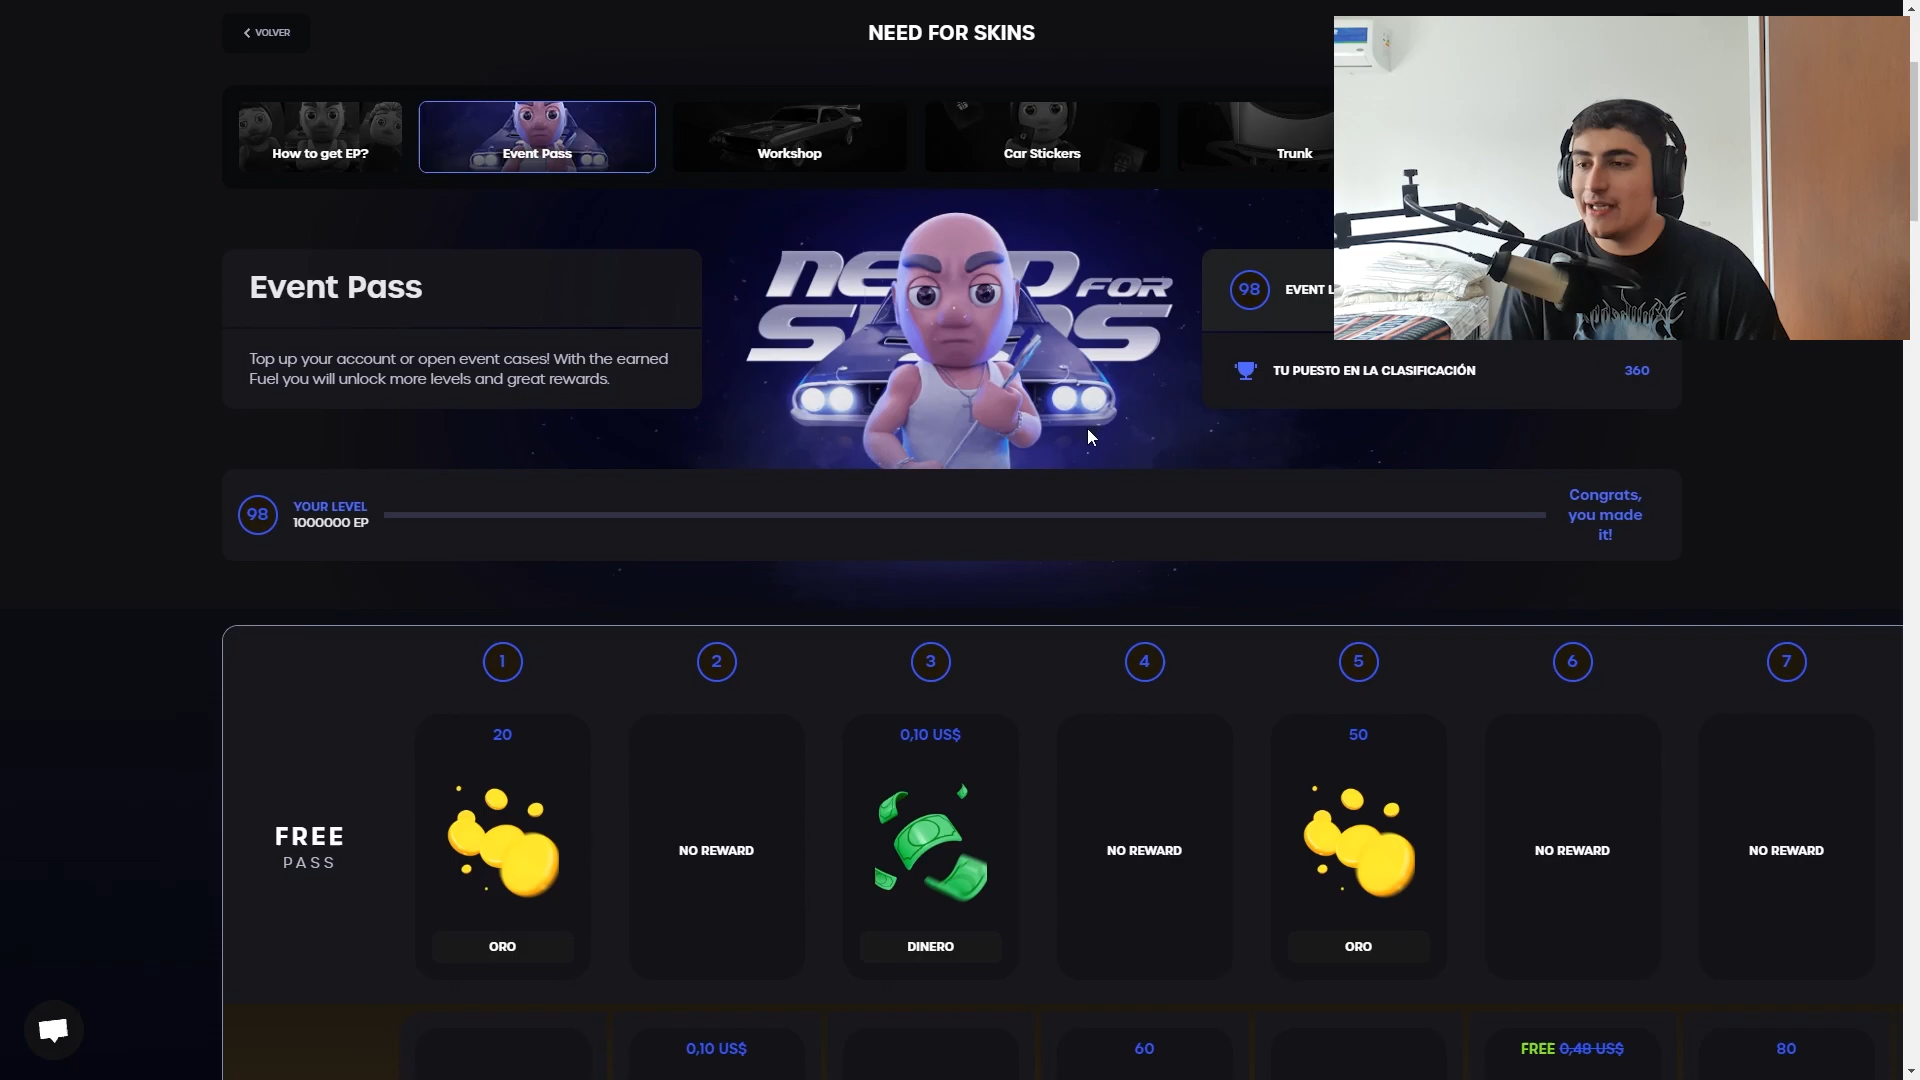 VOLVER
NEED FOR SKINS
How to get EP?
Event Pass
Workshop
Car Stickers
Trunk
Event Pass
Top up your account or open event cases! With the earned
Fuel you will unlock more levels and great rewards.
NEED FOR
SKINS
98
EVENT L
TU PUESTO EN LA CLASIFICACIÓN
360
98
YOUR LEVEL
1000000 EP
Congrats,
you made
it!
1
2
3
4
5
6
7
FREE
PASS
20
ORO
NO REWARD
0,10 US$
DINERO
NO REWARD
50
ORO
NO REWARD
NO REWARD
0,10 US$
60
FREE 0,48 US$
80